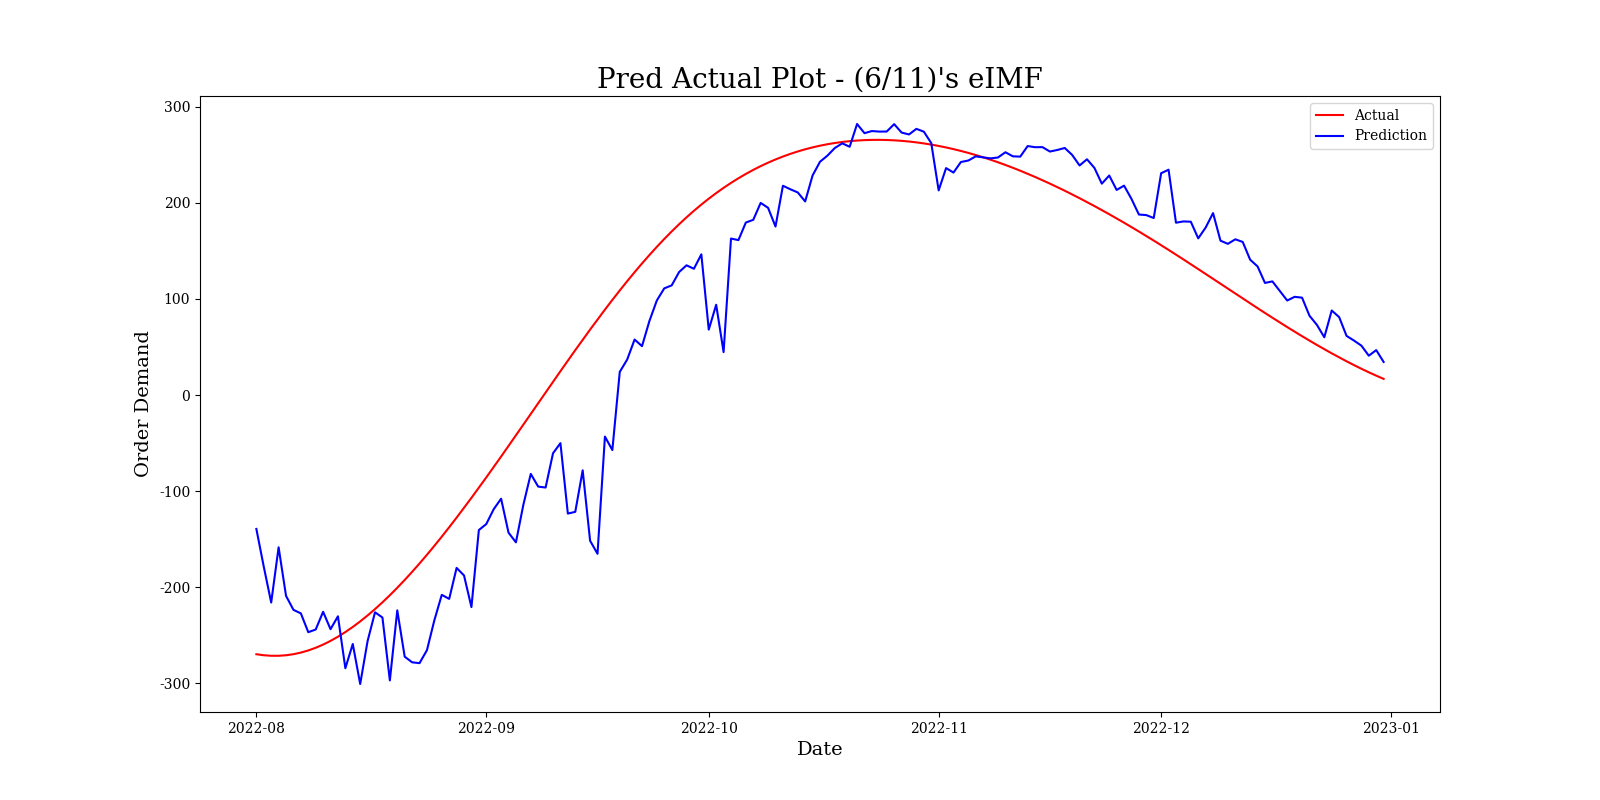 Pred Actual Plot - (6/11)'s eIMF
Actual
Prediction
Order Demand
300
200
100
0
-100
-200
-300
2022-08 2022-09 2022-10 2022-11 2022-12 2023-01
Date